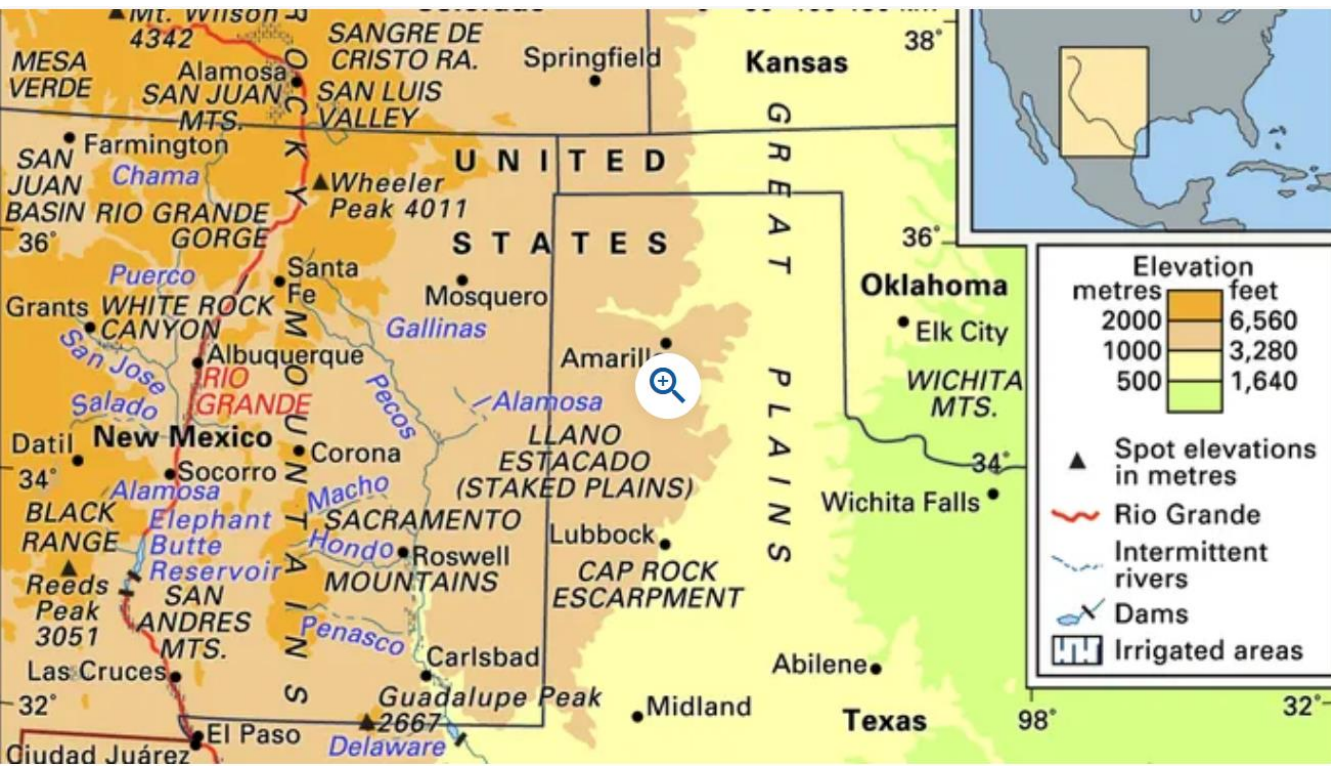 Mt. Wilson
4342
SANGRE DE
CRISTO RA.
Springfield
Kansas
38°
MESA
VERDE
Alamosa
SAN JUAN
MTS.
SAN LUIS
VALLEY
ROCKY MOUNTAINS
GREAT PLAINS
Farmington
SAN
JUAN
BASIN
Chama
UNITED
STATES
Wheeler
Peak 4011
RIO GRANDE
GORGE
36°
36°
Puerco
Santa
Fe
Mosquero
Oklahoma
Grants
WHITE ROCK
CANYON
Gallinas
Elk City
San Jose
Albuquerque
Amarillo
RIO
GRANDE
Pecos
Alamosa
WICHITA
MTS.
Salado
New Mexico
Datil
Corona
LLANO
ESTACADO
(STAKED PLAINS)
34°
34°
Socorro
Alamosa
Macho
Wichita Falls
BLACK
RANGE
Elephant
Butte
Reservoir
SACRAMENTO
MOUNTAINS
Hondo
Roswell
Lubbock
Reeds
Peak
3051
SAN
ANDRES
MTS.
CAP ROCK
ESCARPMENT
Penasco
Las Cruces
Carlsbad
Abilene
32°
32°
Guadalupe Peak
2667
Midland
Texas
98°
El Paso
Delaware
Ciudad Juárez
Elevation
metres feet
2000 6,560
1000 3,280
500 1,640
Spot elevations
in metres
Rio Grande
Intermittent
rivers
Dams
Irrigated areas